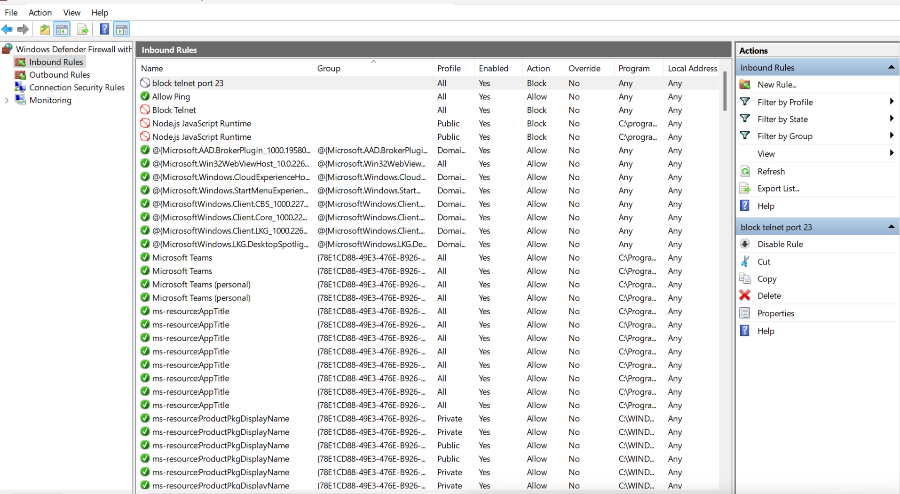 File Action View Help
Windows Defender Firewall with
Inbound Rules
Outbound Rules
Connection Security Rules
Monitoring
Inbound Rules
Name Group Profile Enabled Action Override Program Local Address
block telnet port 23 All Yes Block No Any Any
Allow Ping All Yes Allow No Any Any
Block Telnet All Yes Block No Any Any
Node.js JavaScript Runtime Public Yes Block No C:\progra... Any
Node.js JavaScript Runtime Public Yes Block No C:\progra... Any
@{Microsoft.AAD.BrokerPlugin_1000.19580... @{Microsoft.AAD.BrokerPlugi... Domai... Yes Allow No Any Any
@{Microsoft.Win32WebViewHost_10.0.226... @{Microsoft.Win32WebView... All Yes Allow No Any Any
@{Microsoft.Windows.CloudExperienceHo... @{Microsoft.Windows.Cloud... Domai... Yes Allow No Any Any
@{Microsoft.Windows.StartMenuExperien... @{Microsoft.Windows.Start... Domai... Yes Allow No Any Any
@{MicrosoftWindows.Client.CBS_1000.227... @{MicrosoftWindows.Client.... Domai... Yes Allow No Any Any
@{MicrosoftWindows.Client.Core_1000.22... @{MicrosoftWindows.Client.... Domai... Yes Allow No Any Any
@{MicrosoftWindows.Client.LKG_1000.226... @{MicrosoftWindows.Client.... Domai... Yes Allow No Any Any
@{MicrosoftWindows.LKG.DesktopSpotlig... @{MicrosoftWindows.LKG.De... Domai... Yes Allow No Any Any
Microsoft Teams {78E1CD88-49E3-476E-B926-... All Yes Allow No C:\Progra... Any
Microsoft Teams {78E1CD88-49E3-476E-B926-... All Yes Allow No C:\Progra... Any
Microsoft Teams (personal) {78E1CD88-49E3-476E-B926-... All Yes Allow No C:\Progra... Any
Microsoft Teams (personal) {78E1CD88-49E3-476E-B926-... All Yes Allow No C:\Progra... Any
ms-resource:AppTitle {78E1CD88-49E3-476E-B926-... All Yes Allow No C:\Progra... Any
ms-resource:AppTitle {78E1CD88-49E3-476E-B926-... All Yes Allow No C:\Progra... Any
ms-resource:AppTitle {78E1CD88-49E3-476E-B926-... All Yes Allow No C:\Progra... Any
ms-resource:AppTitle {78E1CD88-49E3-476E-B926-... All Yes Allow No C:\Progra... Any
ms-resource:AppTitle {78E1CD88-49E3-476E-B926-... All Yes Allow No C:\Progra... Any
ms-resource:AppTitle {78E1CD88-49E3-476E-B926-... All Yes Allow No C:\Progra... Any
ms-resource:AppTitle {78E1CD88-49E3-476E-B926-... All Yes Allow No C:\Progra... Any
ms-resource:AppTitle {78E1CD88-49E3-476E-B926-... All Yes Allow No C:\Progra... Any
ms-resource:ProductPkgDisplayName {78E1CD88-49E3-476E-B926-... Private Yes Allow No C:\WIND... Any
ms-resource:ProductPkgDisplayName {78E1CD88-49E3-476E-B926-... Private Yes Allow No C:\WIND... Any
ms-resource:ProductPkgDisplayName {78E1CD88-49E3-476E-B926-... Public Yes Allow No C:\WIND... Any
ms-resource:ProductPkgDisplayName {78E1CD88-49E3-476E-B926-... Public Yes Allow No C:\WIND... Any
ms-resource:ProductPkgDisplayName {78E1CD88-49E3-476E-B926-... Private Yes Allow No C:\WIND... Any
ms-resource:ProductPkgDisplayName {78E1CD88-49E3-476E-B926-... Private Yes Allow No C:\WIND... Any
Actions
Inbound Rules
New Rule...
Filter by Profile
Filter by State
Filter by Group
View
Refresh
Export List...
Help
block telnet port 23
Disable Rule
Cut
Copy
Delete
Properties
Help